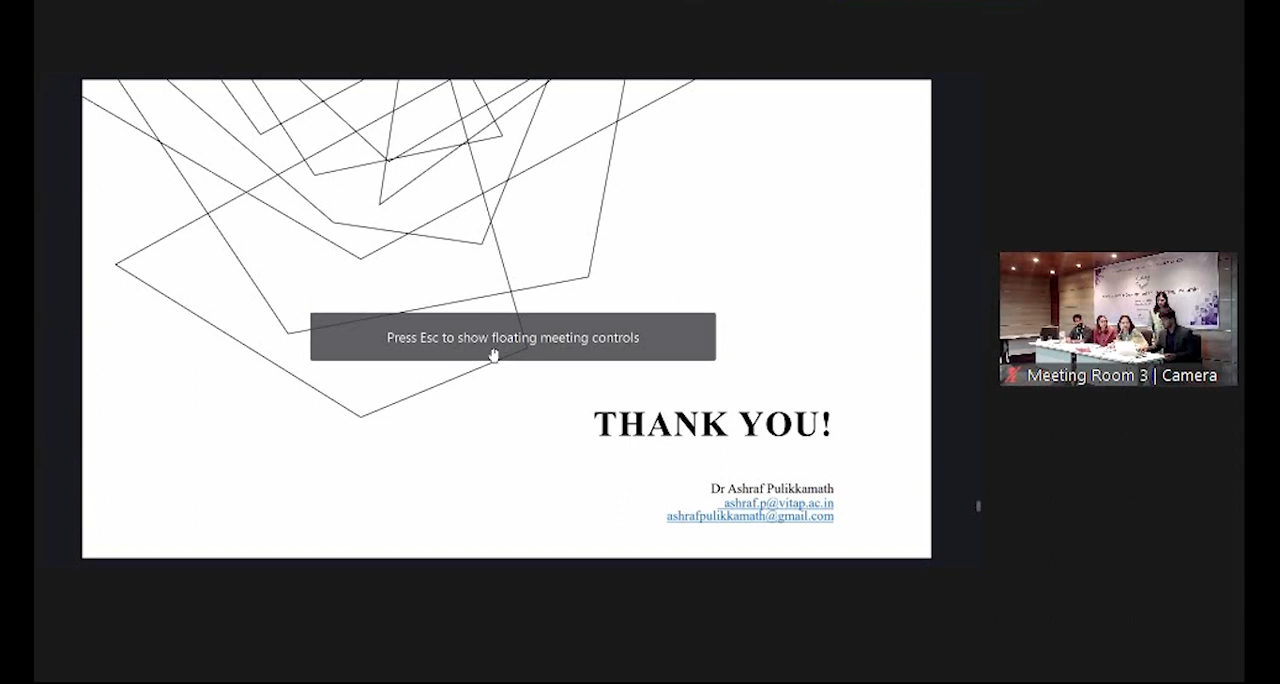 Press Esc to show floating meeting controls
THANK YOU!
Dr Ashraf Pulikkamath
ashraf.p@vitap.ac.in
ashrafpulikkamath@gmail.com
Meeting Room 3 | Camera